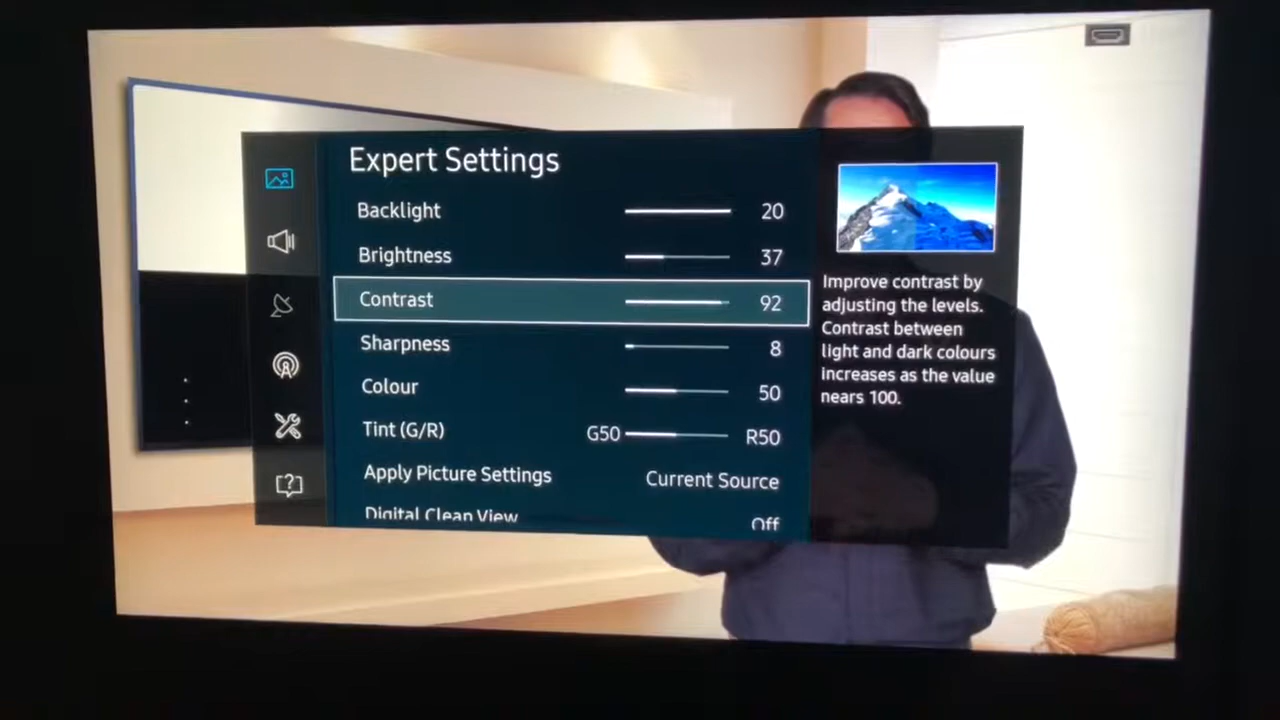 Expert Settings
Backlight 20
Brightness 37
Contrast 92
Sharpness 8
Colour 50
Tint (G/R) G50 R50
Apply Picture Settings Current Source
Digital Clean View Off
Improve contrast by
adjusting the levels.
Contrast between
light and dark colours
increases as the value
nears 100.